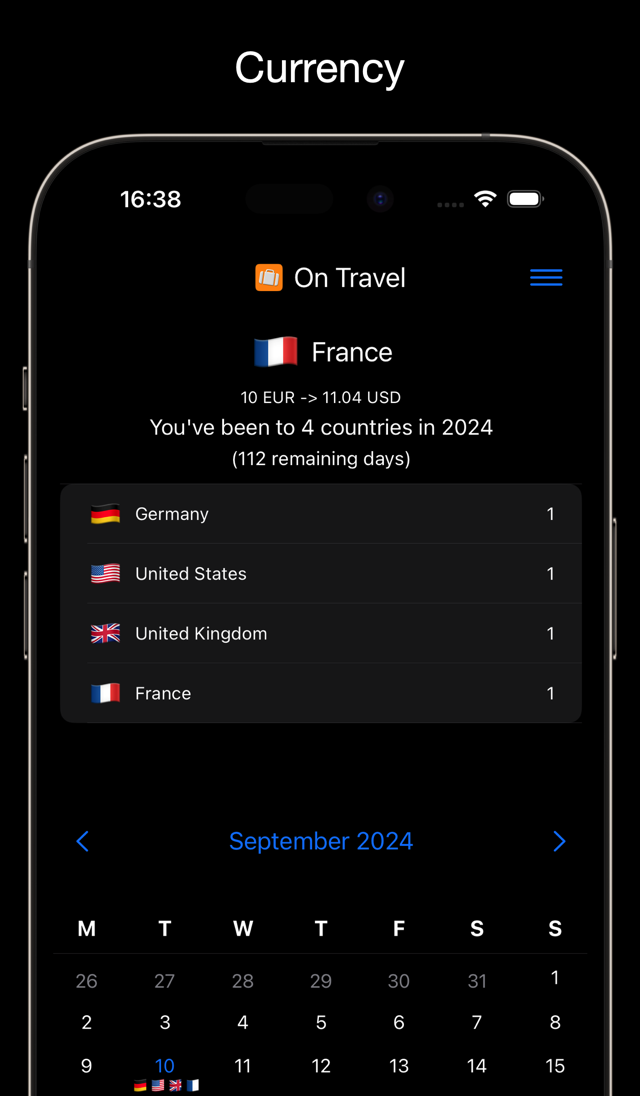 Currency
16:38
On Travel
🇫🇷 France
10 EUR -> 11.04 USD
You've been to 4 countries in 2024
(112 remaining days)
🇩🇪 Germany 1
🇺🇸 United States 1
🇬🇧 United Kingdom 1
🇫🇷 France 1
September 2024
M T W T F S S
26 27 28 29 30 31 1
2 3 4 5 6 7 8
9 10 11 12 13 14 15
🇩🇪 🇺🇸 🇬🇧 🇫🇷